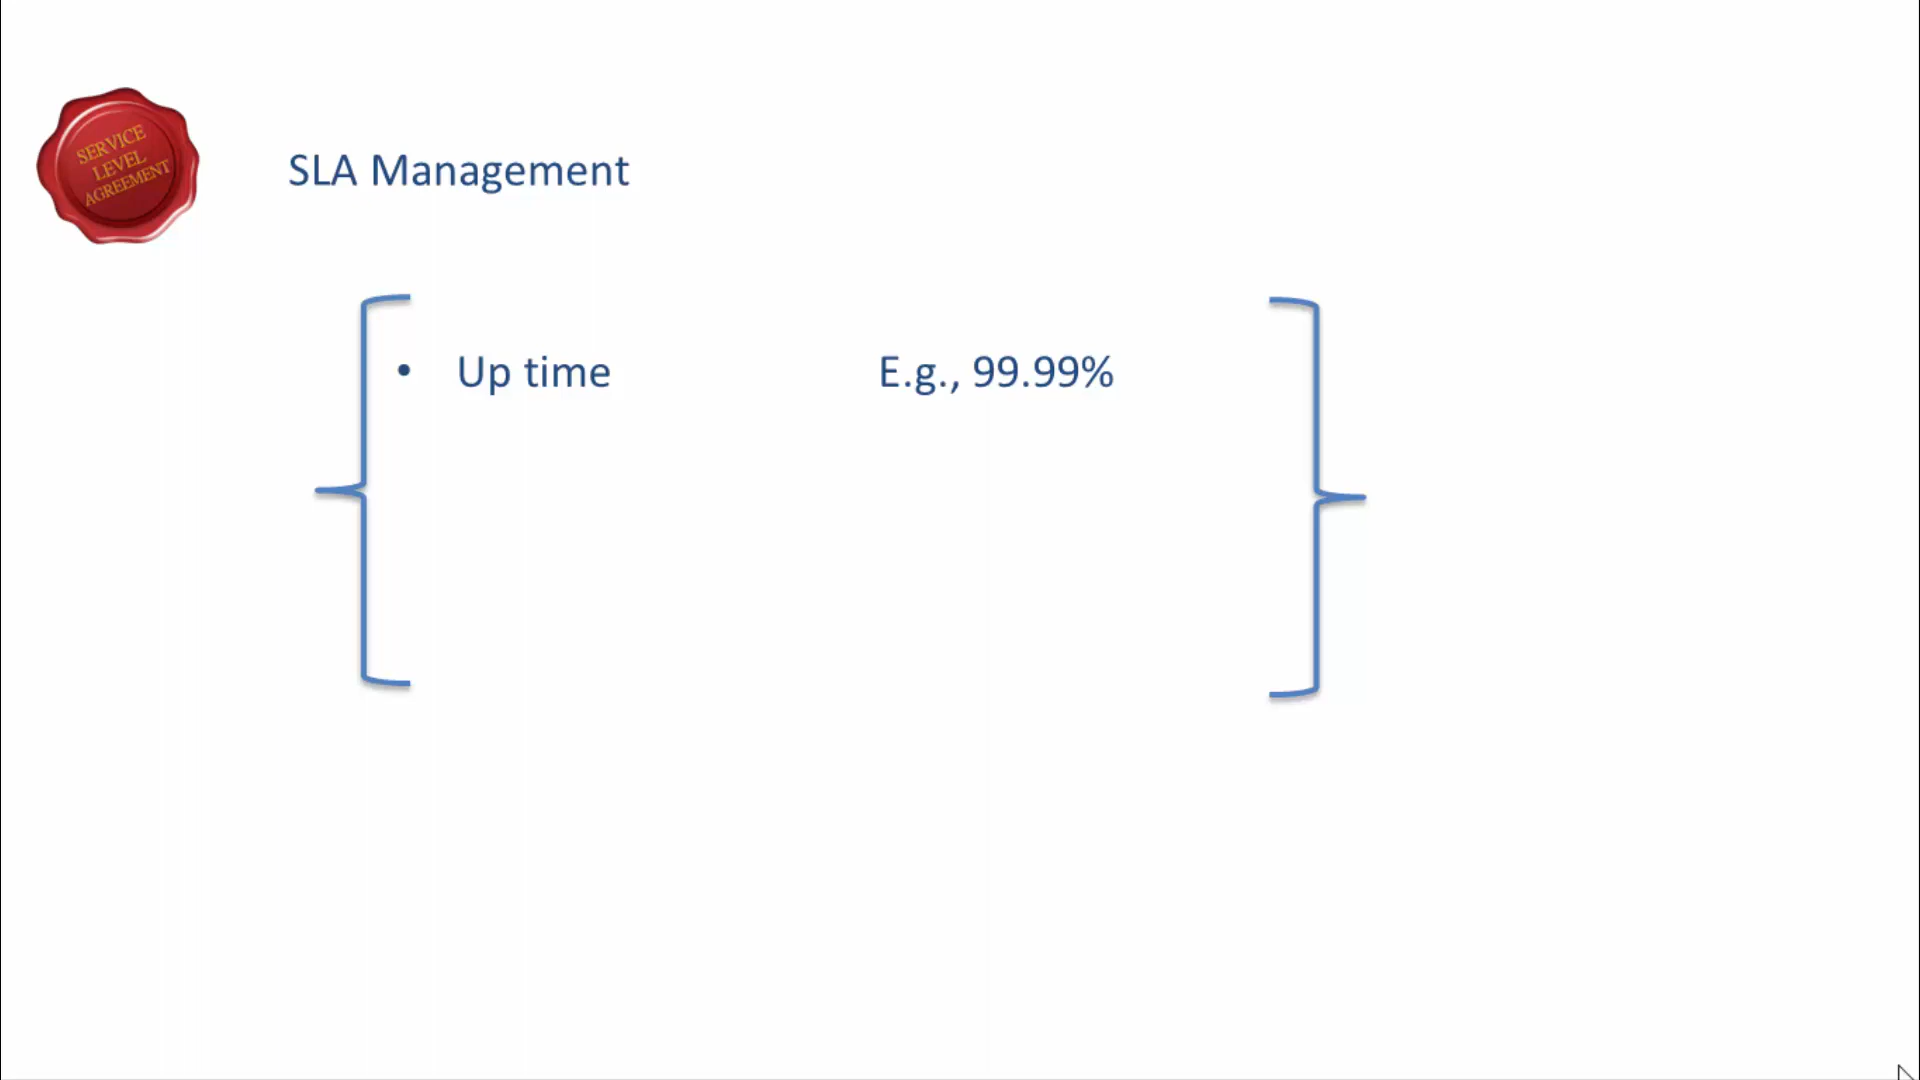 SERVICE
LEVEL
AGREEMENT
SLA Management
• Up time E.g., 99.99%